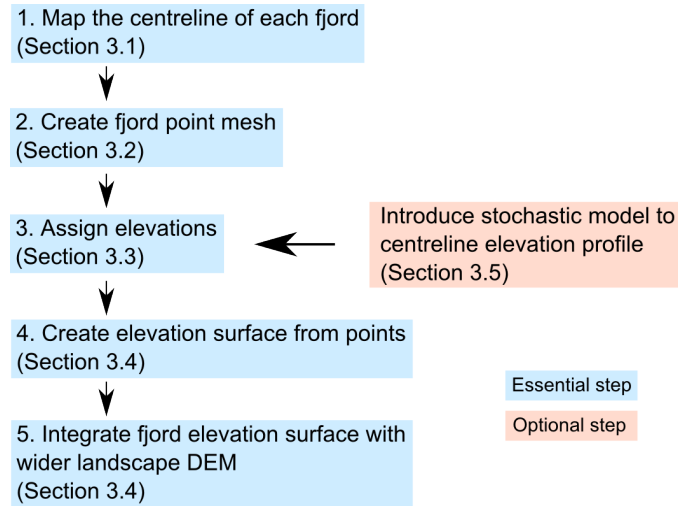 1. Map the centreline of each fjord
(Section 3.1)
2. Create fjord point mesh
(Section 3.2)
3. Assign elevations
(Section 3.3)
Introduce stochastic model to
centreline elevation profile
(Section 3.5)
4. Create elevation surface from points
(Section 3.4)
5. Integrate fjord elevation surface with
wider landscape DEM
(Section 3.4)
Essential step
Optional step